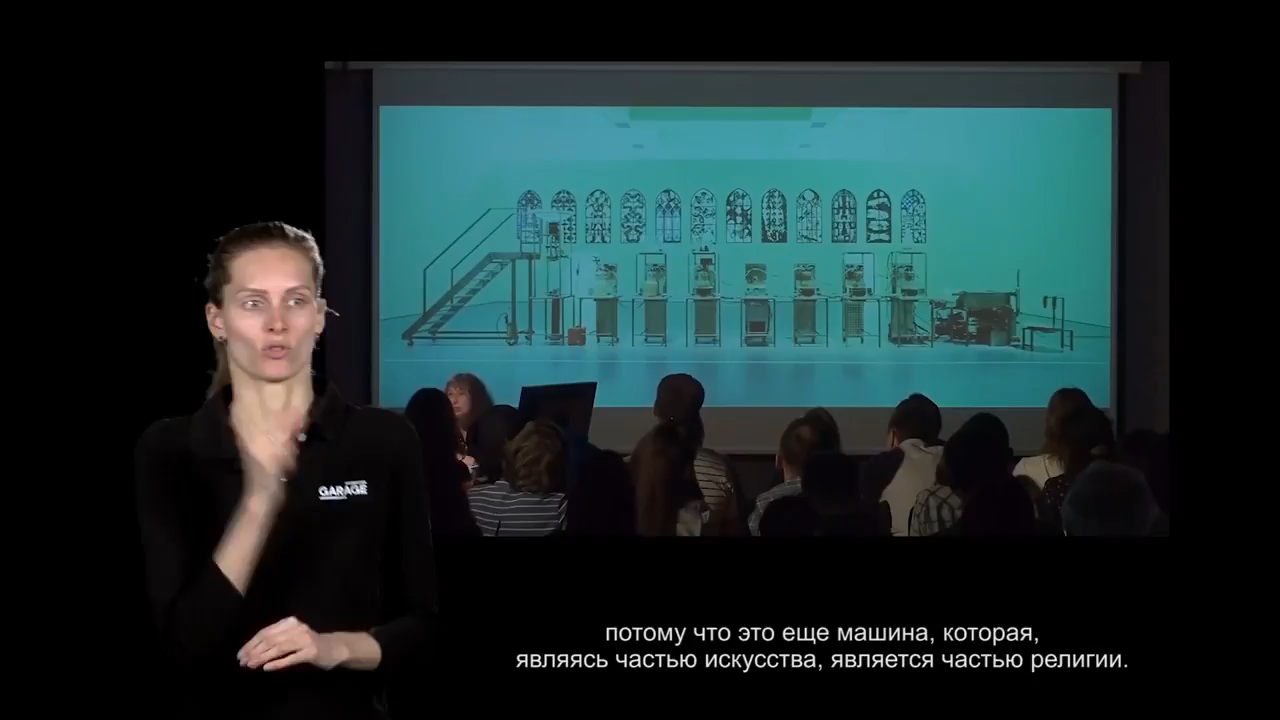 GARAGE
потому что это еще машина, которая,
являясь частью искусства, является частью религии.